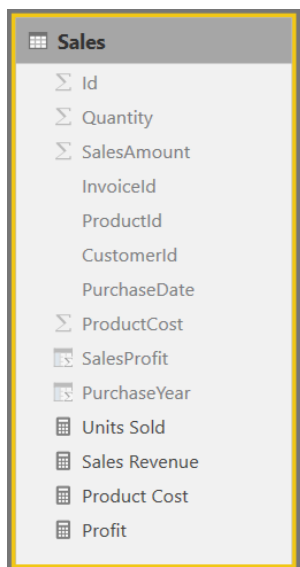 Sales
Id
Quantity
SalesAmount
InvoiceId
ProductId
CustomerId
PurchaseDate
ProductCost
SalesProfit
PurchaseYear
Units Sold
Sales Revenue
Product Cost
Profit